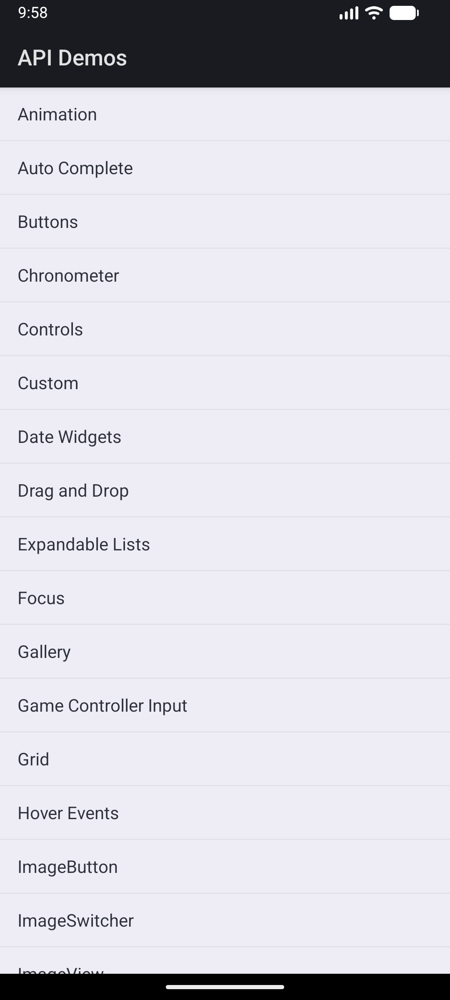 9:58
API Demos
Animation
Auto Complete
Buttons
Chronometer
Controls
Custom
Date Widgets
Drag and Drop
Expandable Lists
Focus
Gallery
Game Controller Input
Grid
Hover Events
ImageButton
ImageSwitcher
ImageView